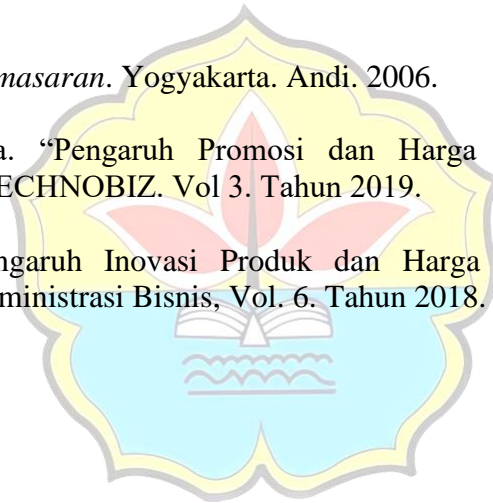 masaran. Yogyakarta. Andi. 2006.
a. “Pengaruh Promosi dan Harga
ECHNOBIZ. Vol 3. Tahun 2019.
ngaruh Inovasi Produk dan Harga
ministrasi Bisnis, Vol. 6. Tahun 2018.